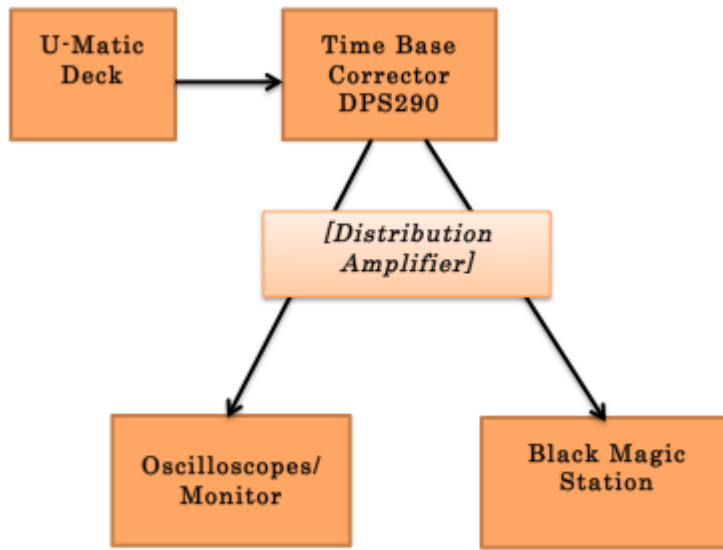 U-Matic
Deck
Time Base
Corrector
DPS290
[Distribution
Amplifier]
Oscilloscopes/
Monitor
Black Magic
Station